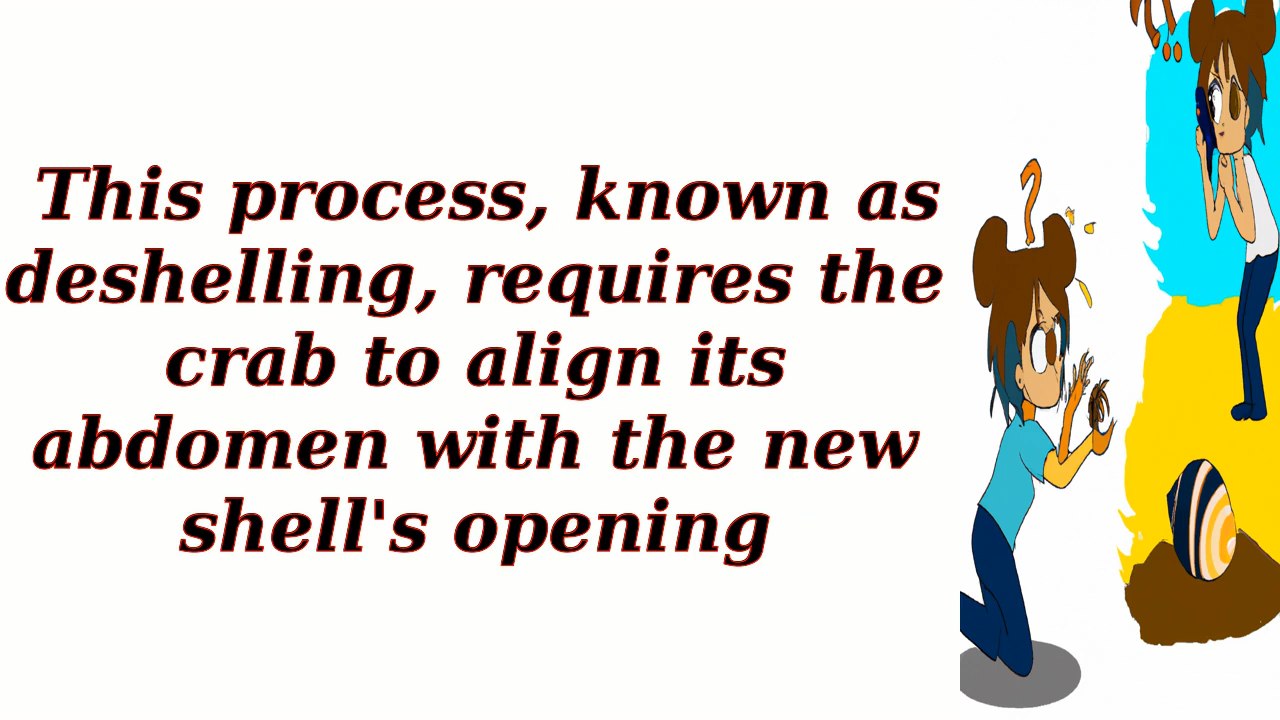 This process, known as
deshelling, requires the
crab to align its
abdomen with the new
shell's opening
?